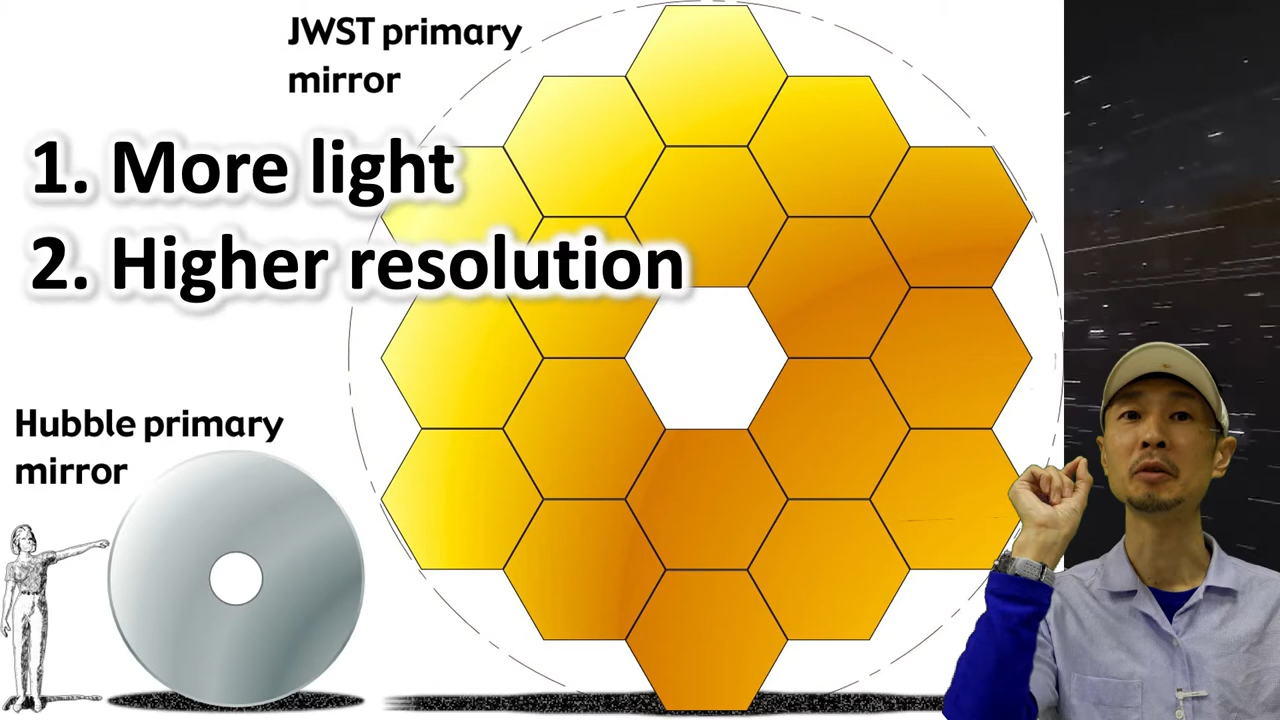 JWST primary
mirror
1. More light
2. Higher resolution
Hubble primary
mirror